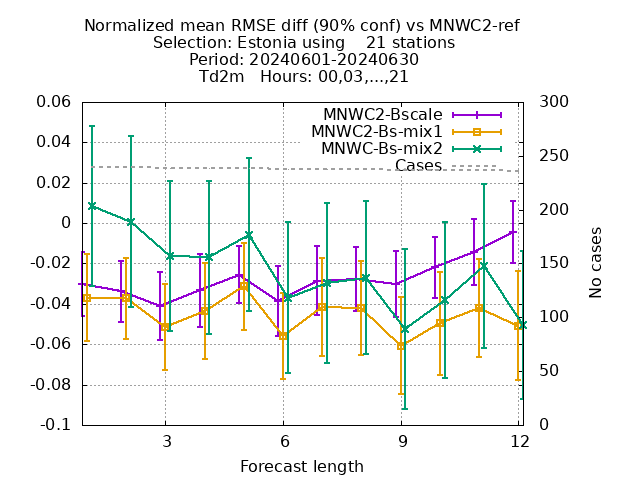 Normalized mean RMSE diff (90% conf) vs MNWC2-ref
Selection: Estonia using    21 stations
Period: 20240601-20240630
Td2m   Hours: 00,03,...,21
MNWC2-Bscale
MNWC2-Bs-mix1
MNWC-Bs-mix2
Cases
0.06
0.04
0.02
0
-0.02
-0.04
-0.06
-0.08
-0.1
300
250
200
150
100
50
0
No cases
3
6
9
12
Forecast length